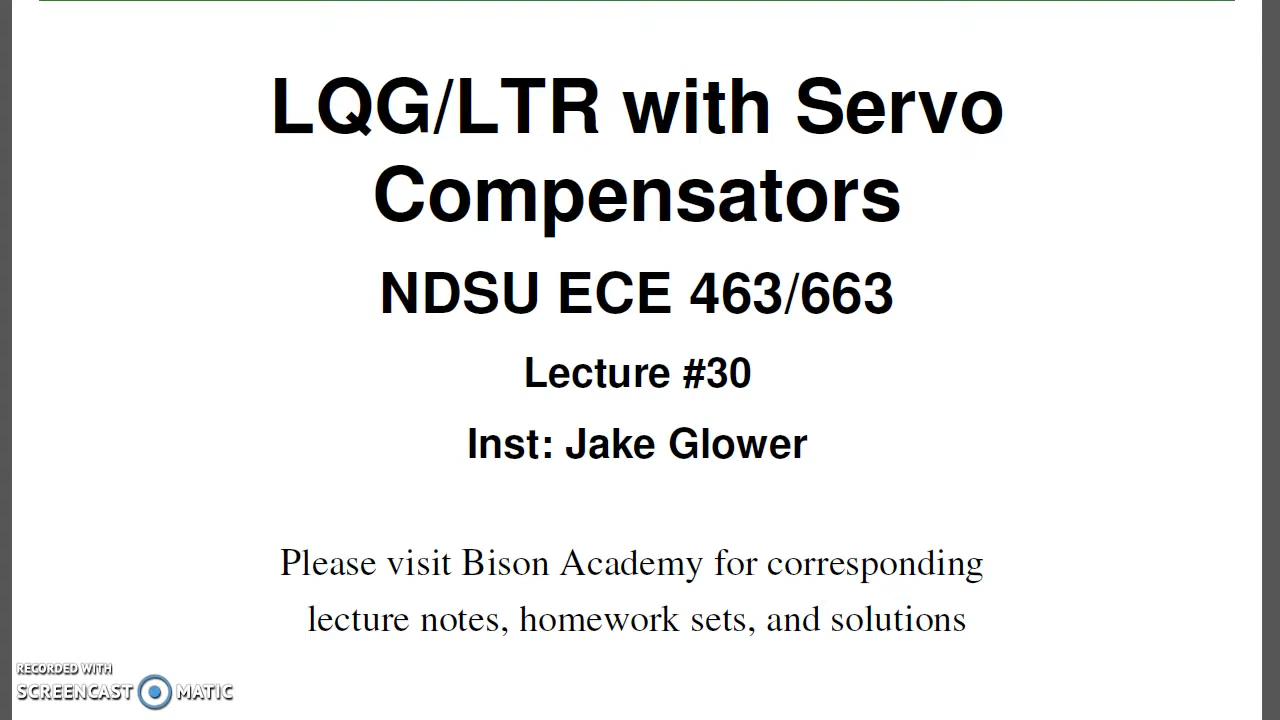 LQG/LTR with Servo
Compensators
NDSU ECE 463/663
Lecture #30
Inst: Jake Glower
Please visit Bison Academy for corresponding
lecture notes, homework sets, and solutions
RECORDED WITH
SCREENCAST MATIC